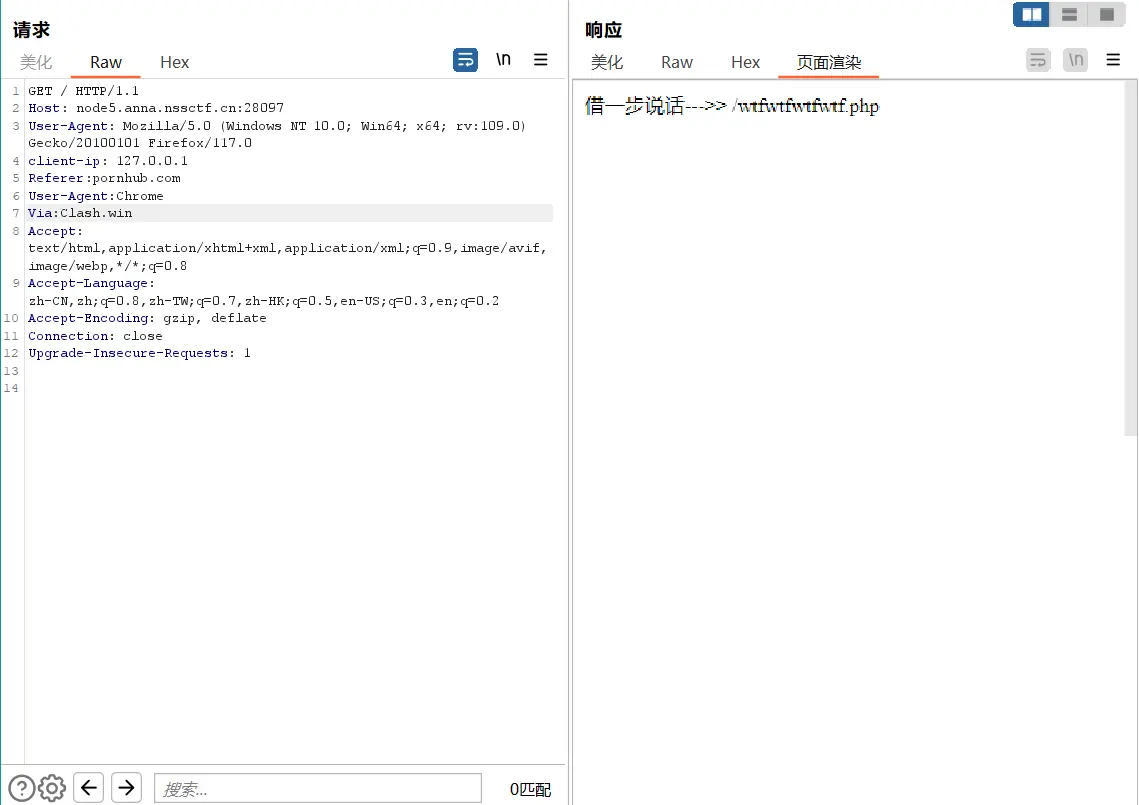 请求
美化 Raw Hex \n
1 GET / HTTP/1.1
2 Host: node5.anna.nssctf.cn:28097
3 User-Agent: Mozilla/5.0 (Windows NT 10.0; Win64; x64; rv:109.0)
Gecko/20100101 Firefox/117.0
4 client-ip: 127.0.0.1
5 Referer:pornhub.com
6 User-Agent:Chrome
7 Via:Clash.win
8 Accept:
text/html,application/xhtml+xml,application/xml;q=0.9,image/avif,
image/webp,*/*;q=0.8
9 Accept-Language:
zh-CN,zh;q=0.8,zh-TW;q=0.7,zh-HK;q=0.5,en-US;q=0.3,en;q=0.2
10 Accept-Encoding: gzip, deflate
11 Connection: close
12 Upgrade-Insecure-Requests: 1
13
14
搜索... 0匹配
响应
美化 Raw Hex 页面渲染 \n
借一步说话--->> /wtfwtfwtfwtf.php